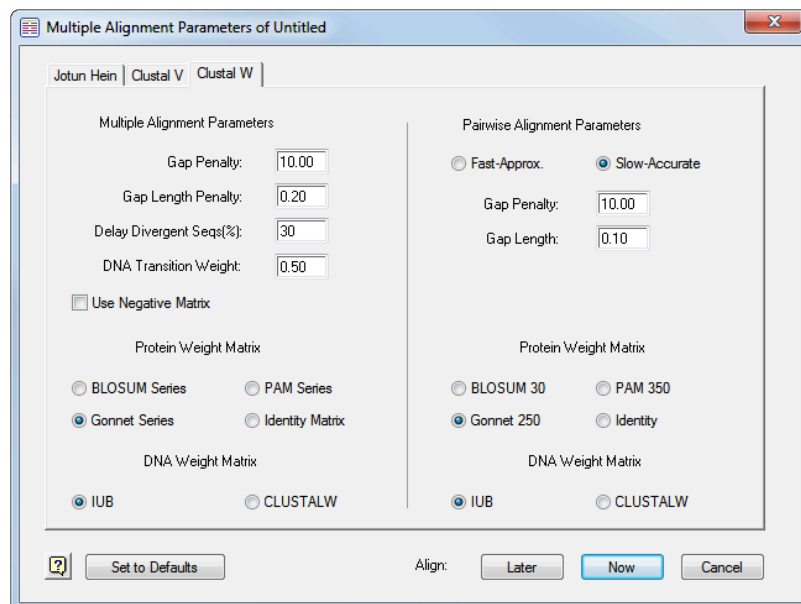 Multiple Alignment Parameters of Untitled
Jotun Hein Clustal V Clustal W
Multiple Alignment Parameters
Gap Penalty: 10.00
Gap Length Penalty: 0.20
Delay Divergent Seqs(%): 30
DNA Transition Weight: 0.50
Use Negative Matrix
Protein Weight Matrix
BLOSUM Series PAM Series
Gonnet Series Identity Matrix
DNA Weight Matrix
IUB CLUSTALW
Pairwise Alignment Parameters
Fast-Approx. Slow-Accurate
Gap Penalty: 10.00
Gap Length: 0.10
Protein Weight Matrix
BLOSUM 30 PAM 350
Gonnet 250 Identity
DNA Weight Matrix
IUB CLUSTALW
? Set to Defaults Align: Later Now Cancel